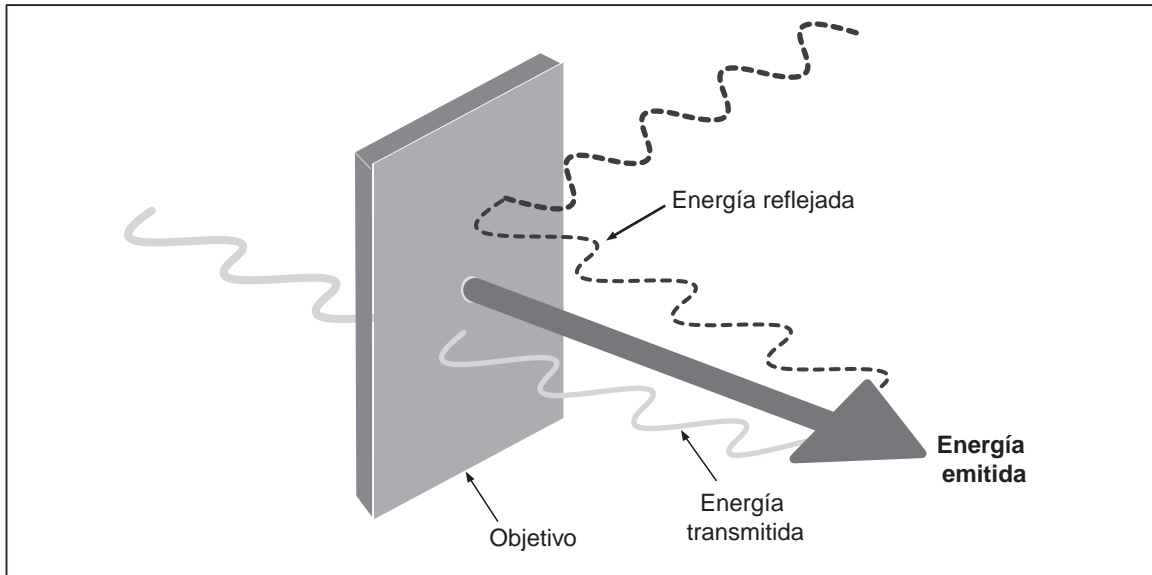 Energía reflejada
Energía
emitida
Energía
transmitida
Objetivo